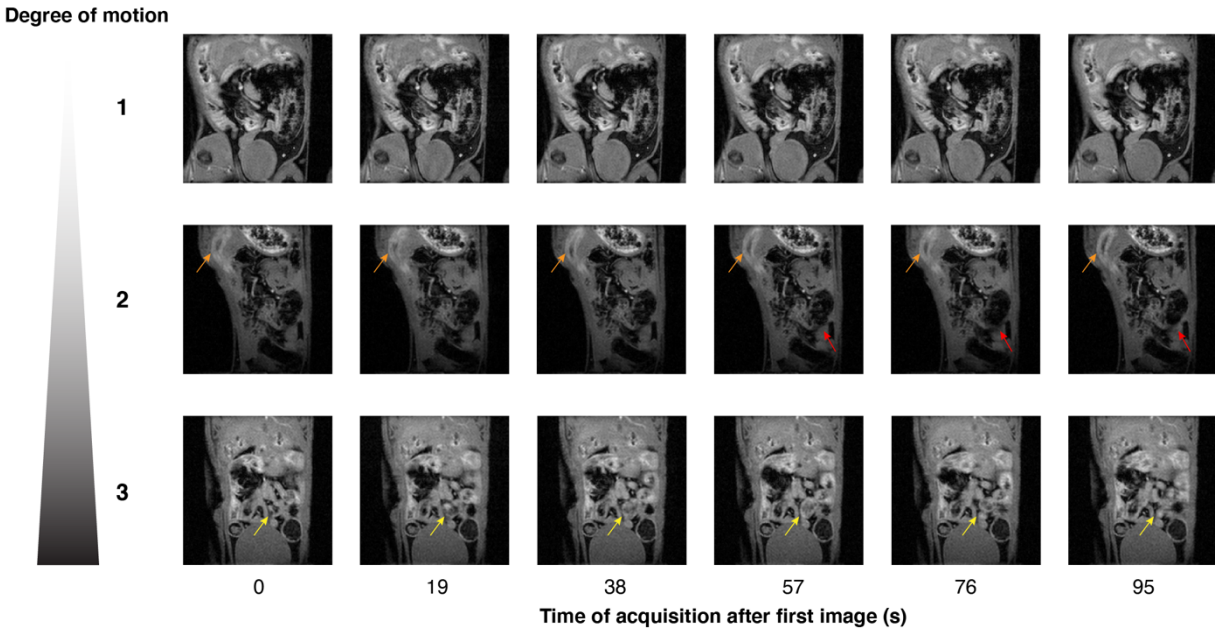 Degree of motion
1
2
3
0 19 38 57 76 95
Time of acquisition after first image (s)